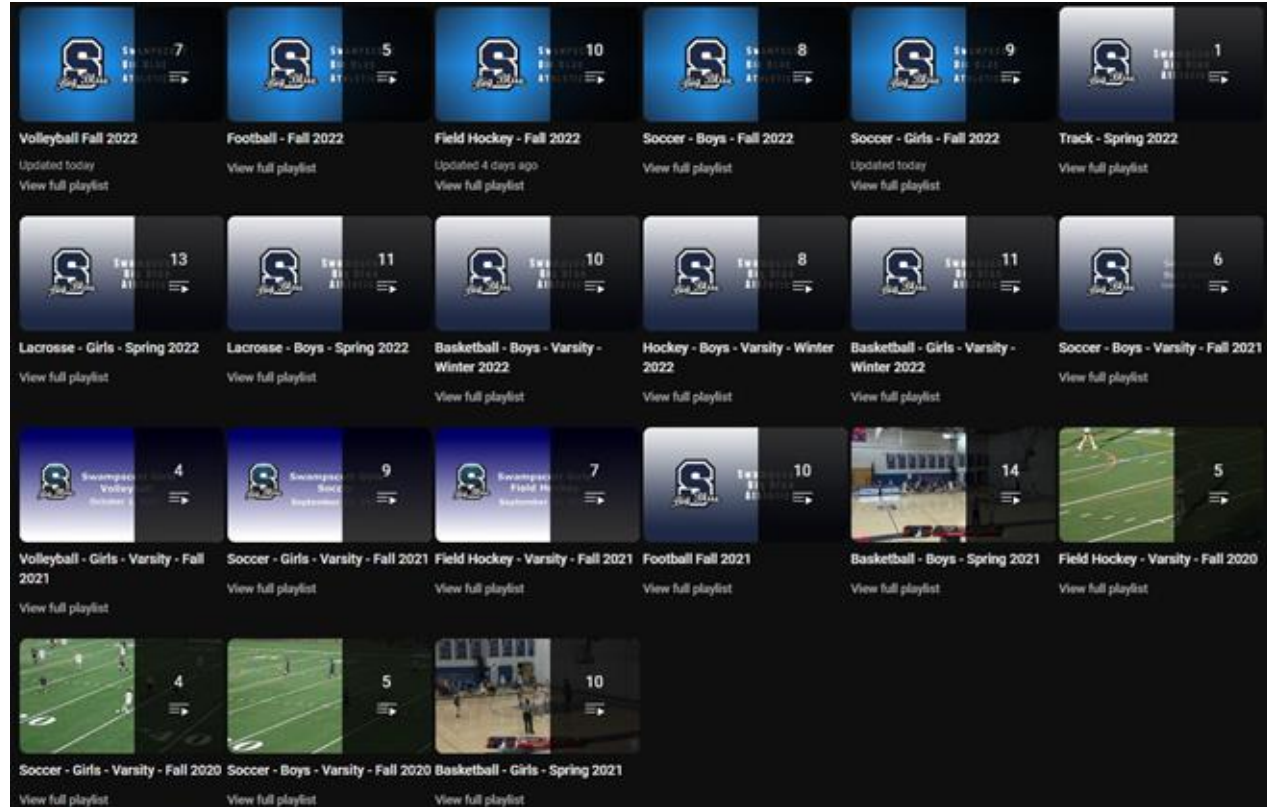 7
5
10
8
9
1
Volleyball Fall 2022
Football - Fall 2022
Field Hockey - Fall 2022
Soccer - Boys - Fall 2022
Soccer - Girls - Fall 2022
Track - Spring 2022
Updated today
View full playlist
View full playlist
Updated 4 days ago
View full playlist
View full playlist
Updated today
View full playlist
View full playlist
13
11
10
8
11
6
Lacrosse - Girls - Spring 2022
Lacrosse - Boys - Spring 2022
Basketball - Boys - Varsity -
Winter 2022
Hockey - Boys - Varsity - Winter
2022
Basketball - Girls - Varsity -
Winter 2022
Soccer - Boys - Varsity - Fall 2021
View full playlist
View full playlist
View full playlist
View full playlist
View full playlist
View full playlist
4
9
7
10
14
5
Volleyball - Girls - Varsity - Fall
2021
Soccer - Girls - Varsity - Fall 2021
Field Hockey - Varsity - Fall 2021
Football Fall 2021
Basketball - Boys - Spring 2021
Field Hockey - Varsity - Fall 2020
View full playlist
View full playlist
View full playlist
View full playlist
View full playlist
View full playlist
4
5
10
Soccer - Girls - Varsity - Fall 2020
Soccer - Boys - Varsity - Fall 2020
Basketball - Girls - Spring 2021
View full playlist
View full playlist
View full playlist